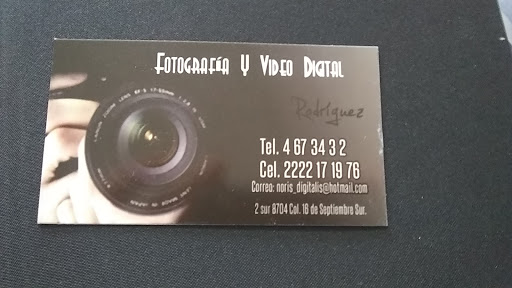 Fotografía Y Video Digital
Rodríguez
Tel. 4 67 34 3 2
Cel. 2222 17 19 76
Correo: noris_digitalis@hotmail.com
2 sur 8704 Col. 16 de Septiembre Sur.